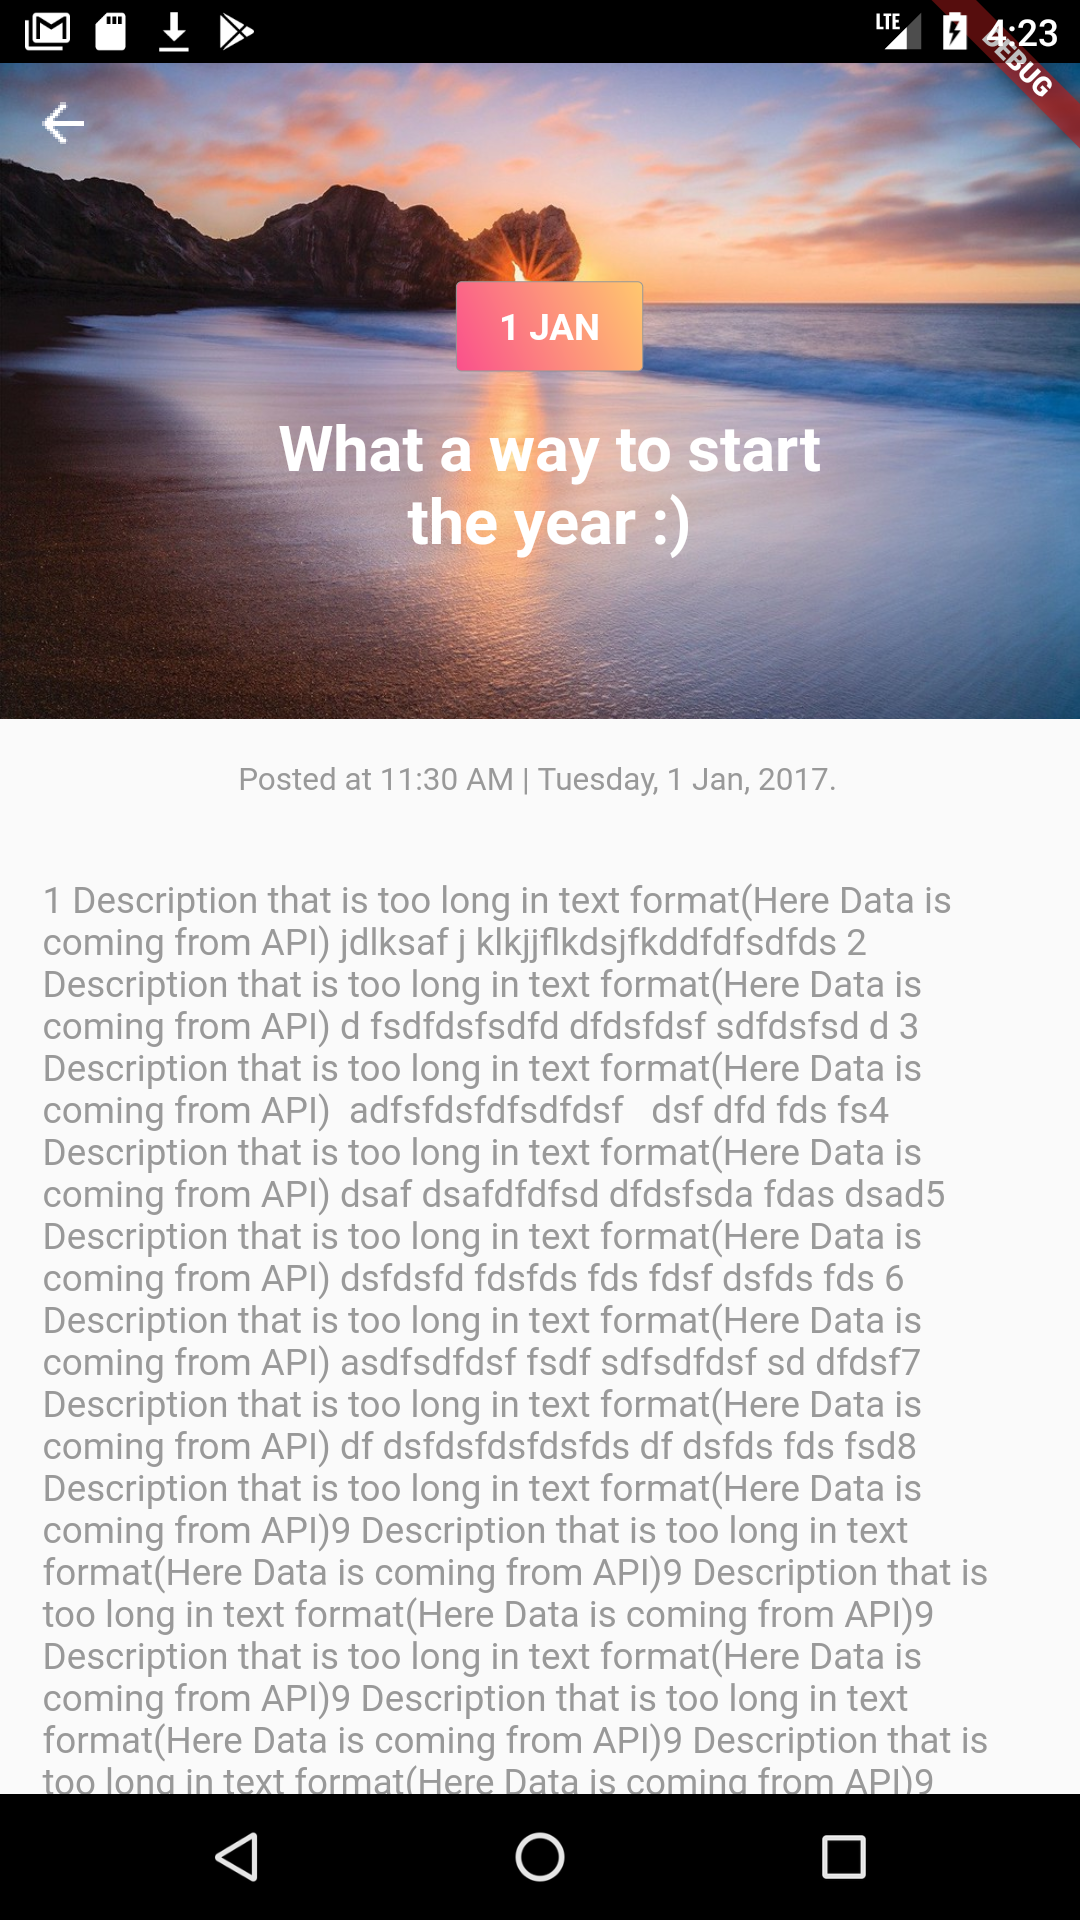 LTE
4:23
DEBUG
1 JAN
What a way to start
the year :)
Posted at 11:30 AM | Tuesday, 1 Jan, 2017.
1 Description that is too long in text format(Here Data is
coming from API) jdlksaf j klkjjflkdsjfkddfdfsdfds 2
Description that is too long in text format(Here Data is
coming from API) d fsdfdsfsdfd dfdsfdsf sdfdsfsd d 3
Description that is too long in text format(Here Data is
coming from API)  adfsfdsfdfsdfdsf   dsf dfd fds fs4
Description that is too long in text format(Here Data is
coming from API) dsaf dsafdfdfsd dfdsfsda fdas dsad5
Description that is too long in text format(Here Data is
coming from API) dsfdsfd fdsfds fds fdsf dsfds fds 6
Description that is too long in text format(Here Data is
coming from API) asdfsdfdsf fsdf sdfsdfdsf sd dfdsf7
Description that is too long in text format(Here Data is
coming from API) df dsfdsfdsfdsfds df dsfds fds fsd8
Description that is too long in text format(Here Data is
coming from API)9 Description that is too long in text
format(Here Data is coming from API)9 Description that is
too long in text format(Here Data is coming from API)9
Description that is too long in text format(Here Data is
coming from API)9 Description that is too long in text
format(Here Data is coming from API)9 Description that is
too long in text format(Here Data is coming from API)9